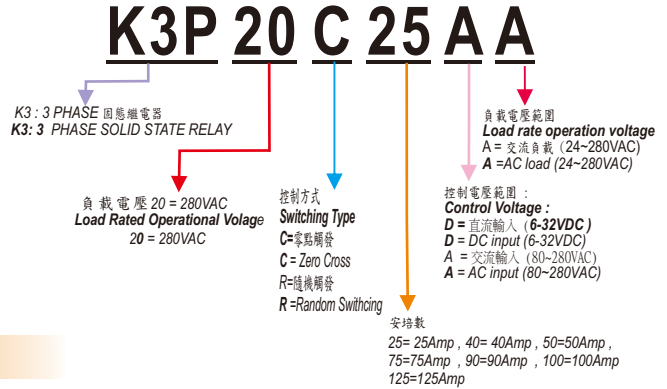 K3P 20 C 25 A A
K3 : 3 PHASE 固態繼電器
K3: 3 PHASE SOLID STATE RELAY
負載電壓 20 = 280VAC
Load Rated Operational Volage
20 = 280VAC
控制方式
Switching Type
C=零點觸發
C = Zero Cross
R=隨機觸發
R =Random Swithcing
安培數
25= 25Amp , 40= 40Amp , 50=50Amp ,
75=75Amp , 90=90Amp , 100=100Amp
125=125Amp
控制電壓範圍 :
Control Voltage :
D = 直流輸入 (6-32VDC )
D = DC input (6-32VDC)
A = 交流輸入 (80~280VAC)
A = AC input (80~280VAC)
負載電壓範圍
Load rate operation voltage
A = 交流負載 (24~280VAC)
A =AC load (24~280VAC)